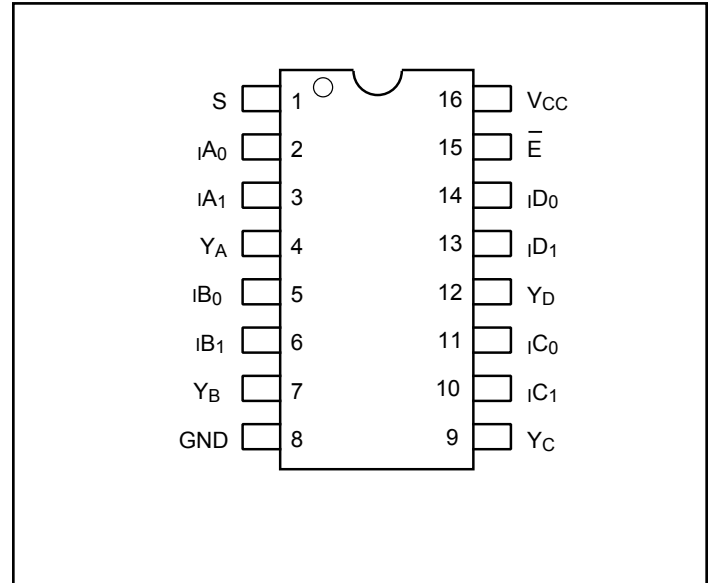 S 1 16 VCC
IA0 2 15 E̅
IA1 3 14 ID0
YA 4 13 ID1
IB0 5 12 YD
IB1 6 11 IC0
YB 7 10 IC1
GND 8 9 YC